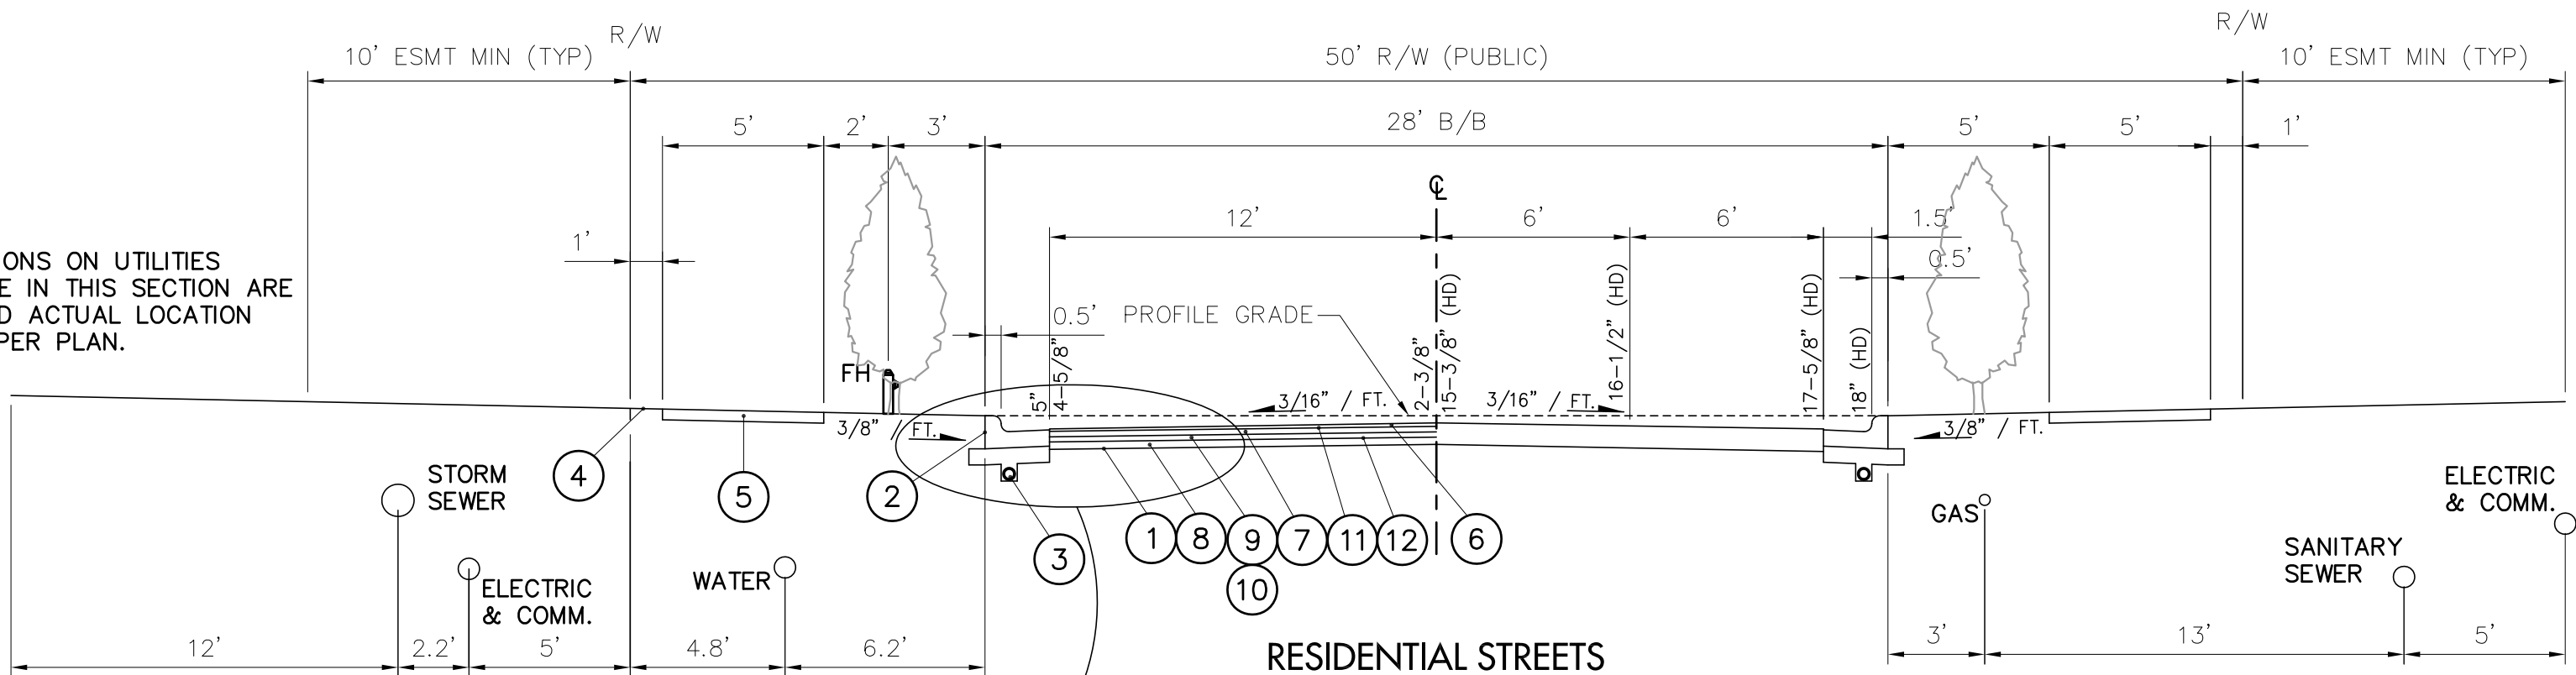 R/W
R/W
10' ESMT MIN (TYP)
50' R/W (PUBLIC)
10' ESMT MIN (TYP)
5'
2'
3'
28' B/B
5'
5'
1'
℄
12'
6'
6'
1.5'
1'
0.5'
IONS ON UTILITIES
E IN THIS SECTION ARE
D ACTUAL LOCATION
PER PLAN.
0.5'
PROFILE GRADE
5"
4-5/8"
2-3/8"
15-3/8" (HD)
16-1/2" (HD)
17-5/8" (HD)
18" (HD)
FH
3/16" / FT.
3/16" / FT.
3/8" / FT.
3/8" / FT.
4
5
2
3
1
8
9
7
11
12
6
10
STORM
SEWER
ELECTRIC
& COMM.
WATER
GAS
SANITARY
SEWER
ELECTRIC
& COMM.
12'
2.2'
5'
4.8'
6.2'
3'
13'
5'
RESIDENTIAL STREETS